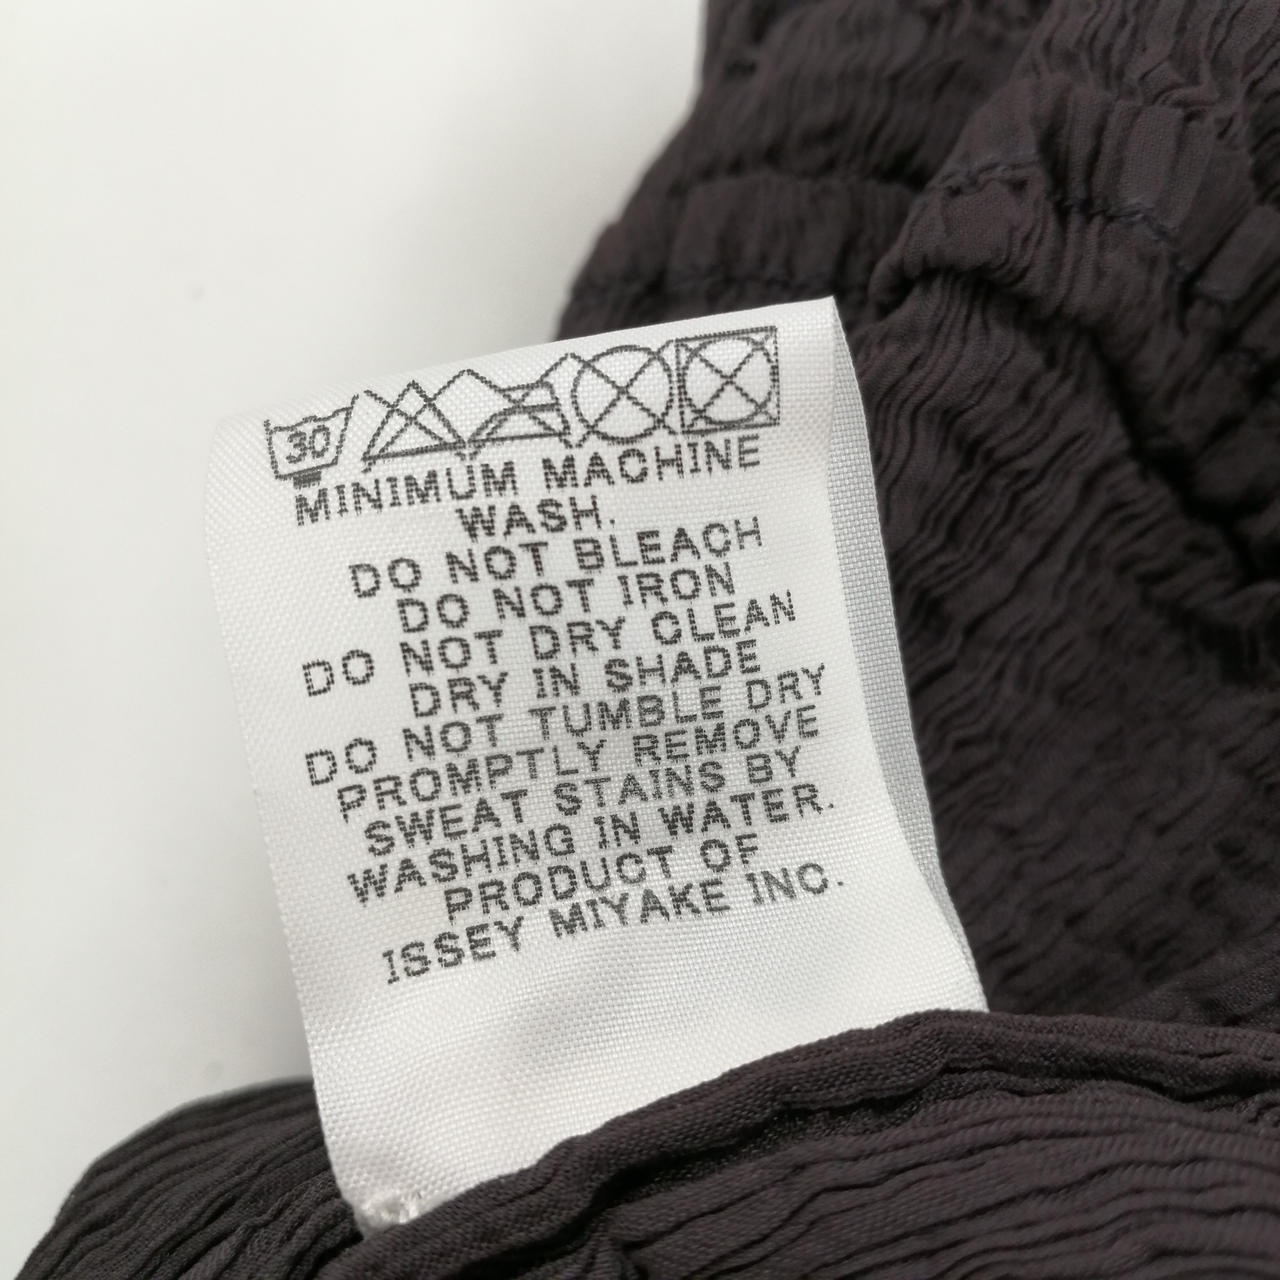 30
MINIMUM MACHINE
WASH.
DO NOT BLEACH
DO NOT IRON
DO NOT DRY CLEAN
DRY IN SHADE
DO NOT TUMBLE DRY
PROMPTLY REMOVE
SWEAT STAINS BY
WASHING IN WATER.
PRODUCT OF
ISSEY MIYAKE INC.